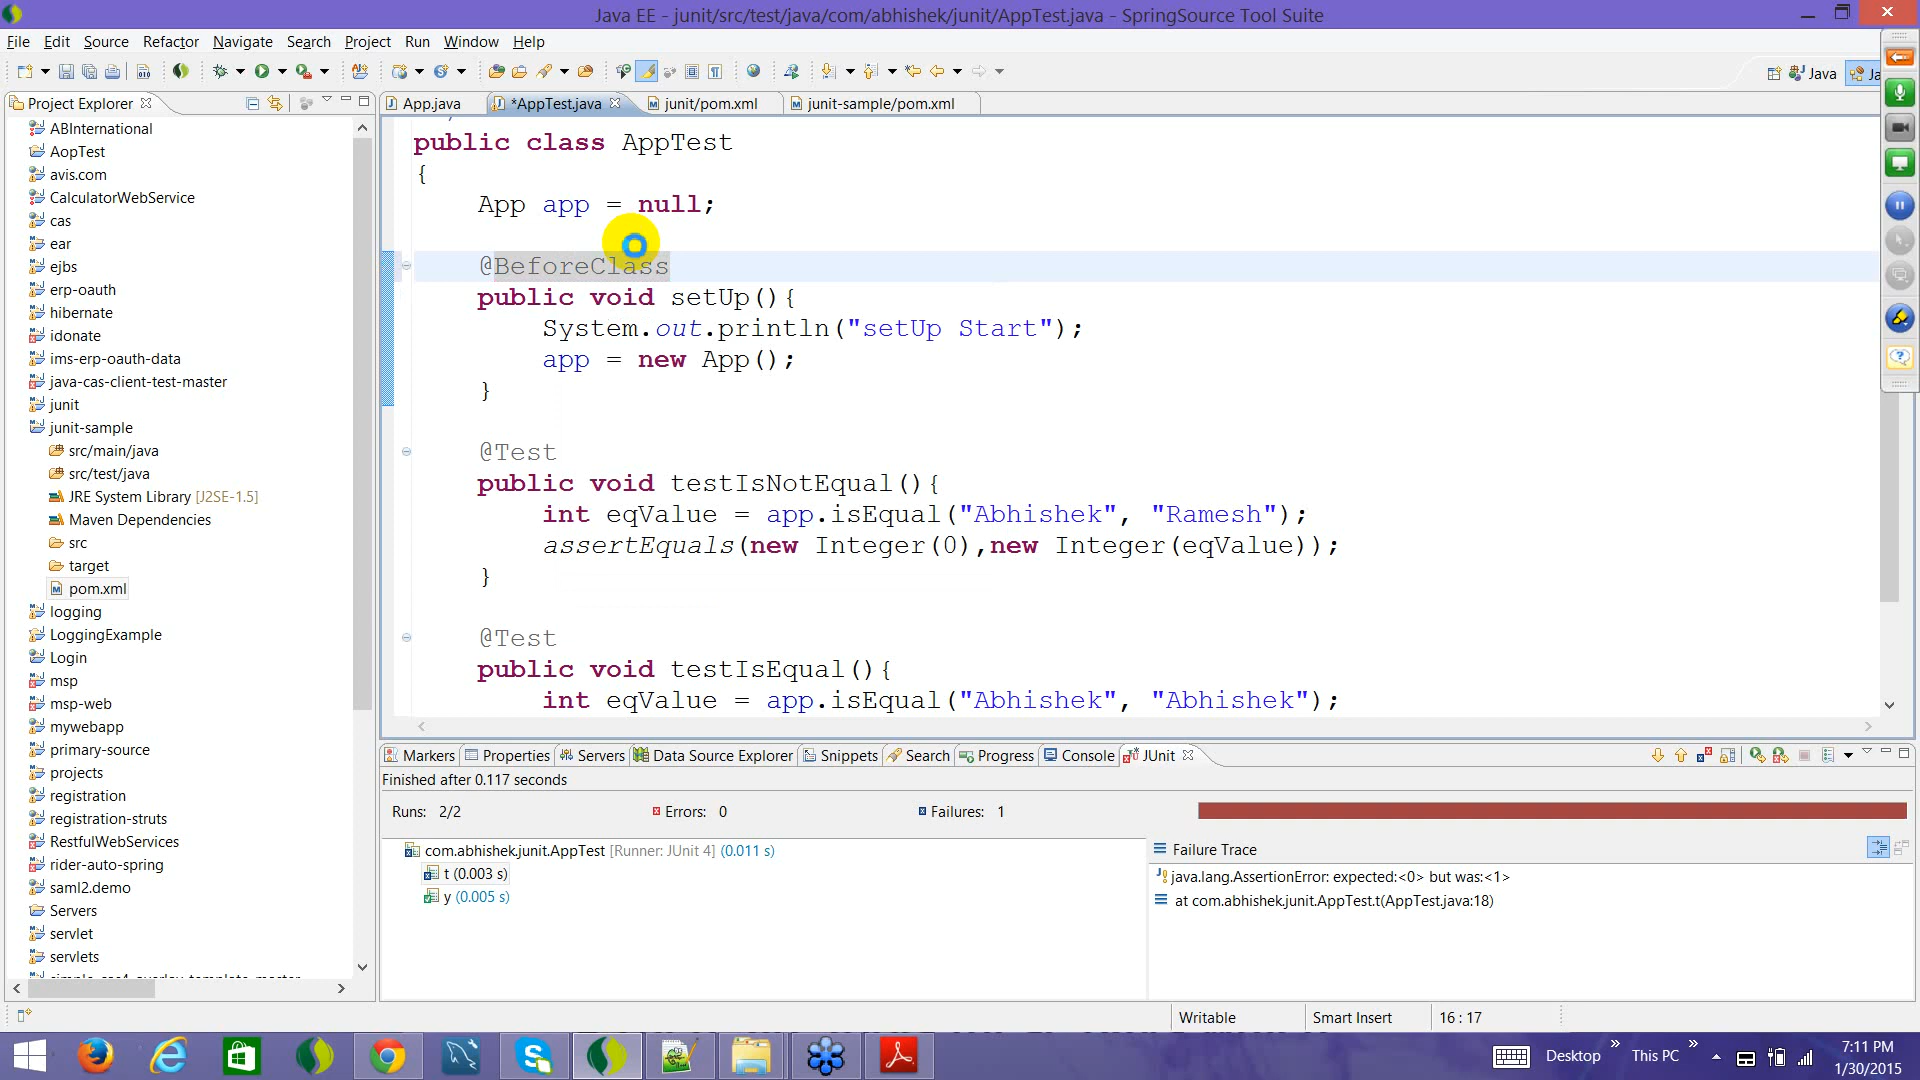 Java EE - junit/src/test/java/com/abhishek/junit/AppTest.java - SpringSource Tool Suite
File Edit Source Refactor Navigate Search Project Run Window Help
Java
Ja
Project Explorer
App.java
*AppTest.java
junit/pom.xml
junit-sample/pom.xml
ABInternational
AopTest
avis.com
CalculatorWebService
cas
ear
ejbs
erp-oauth
hibernate
idonate
ims-erp-oauth-data
java-cas-client-test-master
junit
junit-sample
src/main/java
src/test/java
JRE System Library [J2SE-1.5]
Maven Dependencies
src
target
pom.xml
logging
LoggingExample
Login
msp
msp-web
mywebapp
primary-source
projects
registration
registration-struts
RestfulWebServices
rider-auto-spring
saml2.demo
Servers
servlet
servlets
public class AppTest
{
App app = null;
@BeforeClass
public void setUp(){
System.out.println("setUp Start");
app = new App();
}
@Test
public void testIsNotEqual(){
int eqValue = app.isEqual("Abhishek", "Ramesh");
assertEquals(new Integer(0),new Integer(eqValue));
}
@Test
public void testIsEqual(){
int eqValue = app.isEqual("Abhishek", "Abhishek");
Markers Properties Servers Data Source Explorer Snippets Search Progress Console JUnit
Finished after 0.117 seconds
Runs: 2/2 Errors: 0 Failures: 1
com.abhishek.junit.AppTest [Runner: JUnit 4] (0.011 s)
t (0.003 s)
y (0.005 s)
Failure Trace
java.lang.AssertionError: expected:<0> but was:<1>
at com.abhishek.junit.AppTest.t(AppTest.java:18)
Writable
Smart Insert
16 : 17
Desktop
This PC
7:11 PM
1/30/2015